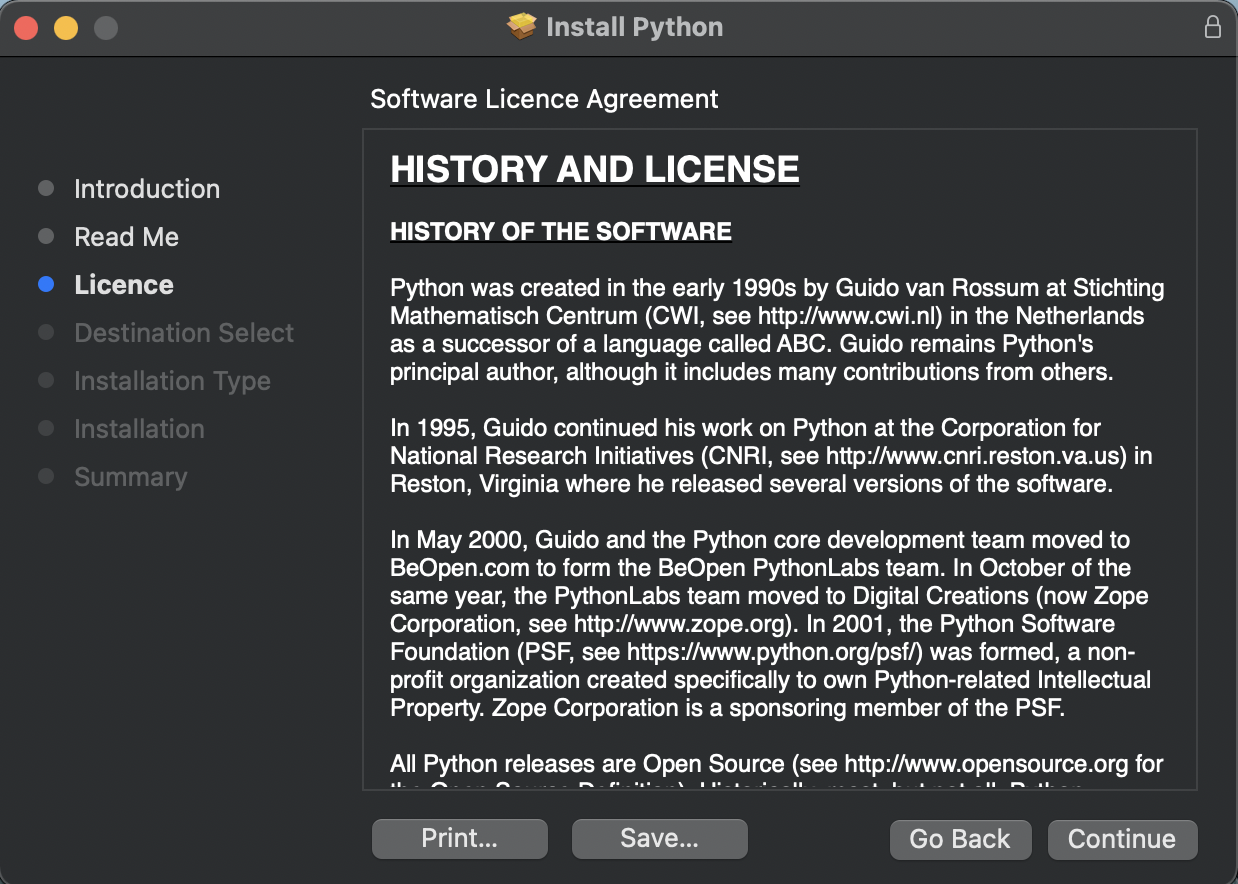 Install Python
Software Licence Agreement
Introduction
Read Me
Licence
Destination Select
Installation Type
Installation
Summary
HISTORY AND LICENSE
HISTORY OF THE SOFTWARE
Python was created in the early 1990s by Guido van Rossum at Stichting
Mathematisch Centrum (CWI, see http://www.cwi.nl) in the Netherlands
as a successor of a language called ABC. Guido remains Python's
principal author, although it includes many contributions from others.
In 1995, Guido continued his work on Python at the Corporation for
National Research Initiatives (CNRI, see http://www.cnri.reston.va.us) in
Reston, Virginia where he released several versions of the software.
In May 2000, Guido and the Python core development team moved to
BeOpen.com to form the BeOpen PythonLabs team. In October of the
same year, the PythonLabs team moved to Digital Creations (now Zope
Corporation, see http://www.zope.org). In 2001, the Python Software
Foundation (PSF, see https://www.python.org/psf/) was formed, a non-
profit organization created specifically to own Python-related Intellectual
Property. Zope Corporation is a sponsoring member of the PSF.
All Python releases are Open Source (see http://www.opensource.org for
the Open Source Definition). Historically, most, but not all, Python
Print...
Save...
Go Back
Continue